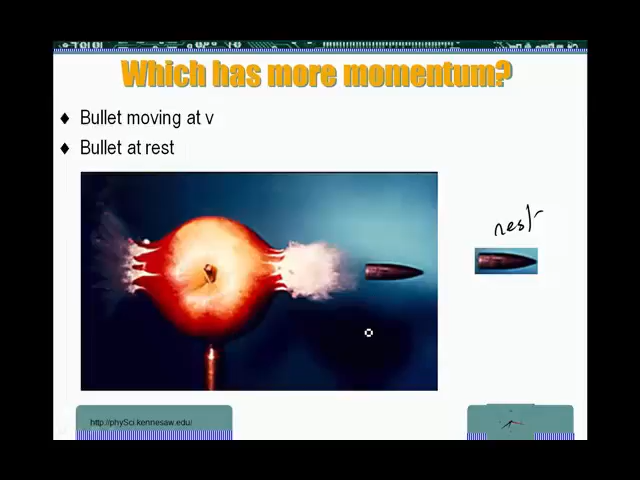 Which has more momentum?
♦ Bullet moving at v
♦ Bullet at rest
rest
http://phySci.kennesaw.edu/